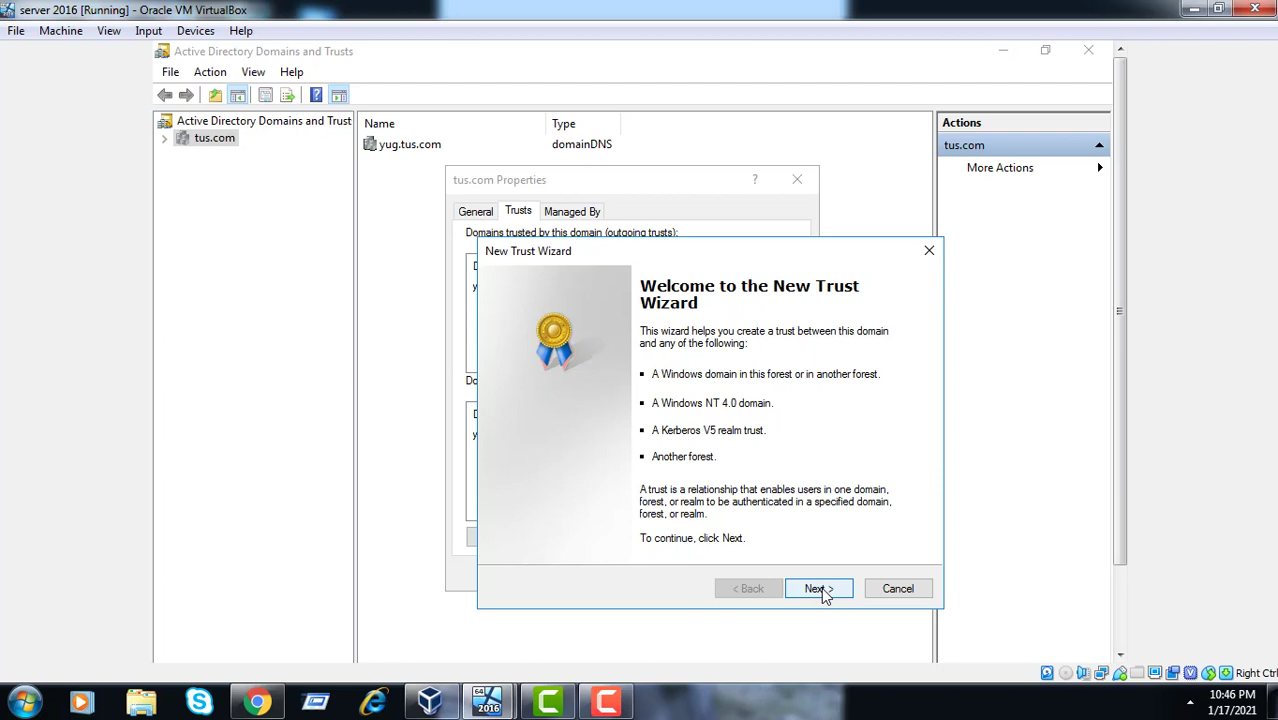 server 2016 [Running] - Oracle VM VirtualBox
File Machine View Input Devices Help
Active Directory Domains and Trusts
File Action View Help
Active Directory Domains and Trust
tus.com
Name Type
yug.tus.com domainDNS
Actions
tus.com
More Actions
tus.com Properties
General Trusts Managed By
Domains trusted by this domain (outgoing trusts):
New Trust Wizard
Welcome to the New Trust
Wizard
This wizard helps you create a trust between this domain
and any of the following:
A Windows domain in this forest or in another forest.
A Windows NT 4.0 domain.
A Kerberos V5 realm trust.
Another forest.
A trust is a relationship that enables users in one domain,
forest, or realm to be authenticated in a specified domain,
forest, or realm.
To continue, click Next.
< Back Next > Cancel
Right Ctrl
64
2016
10:46 PM
1/17/2021